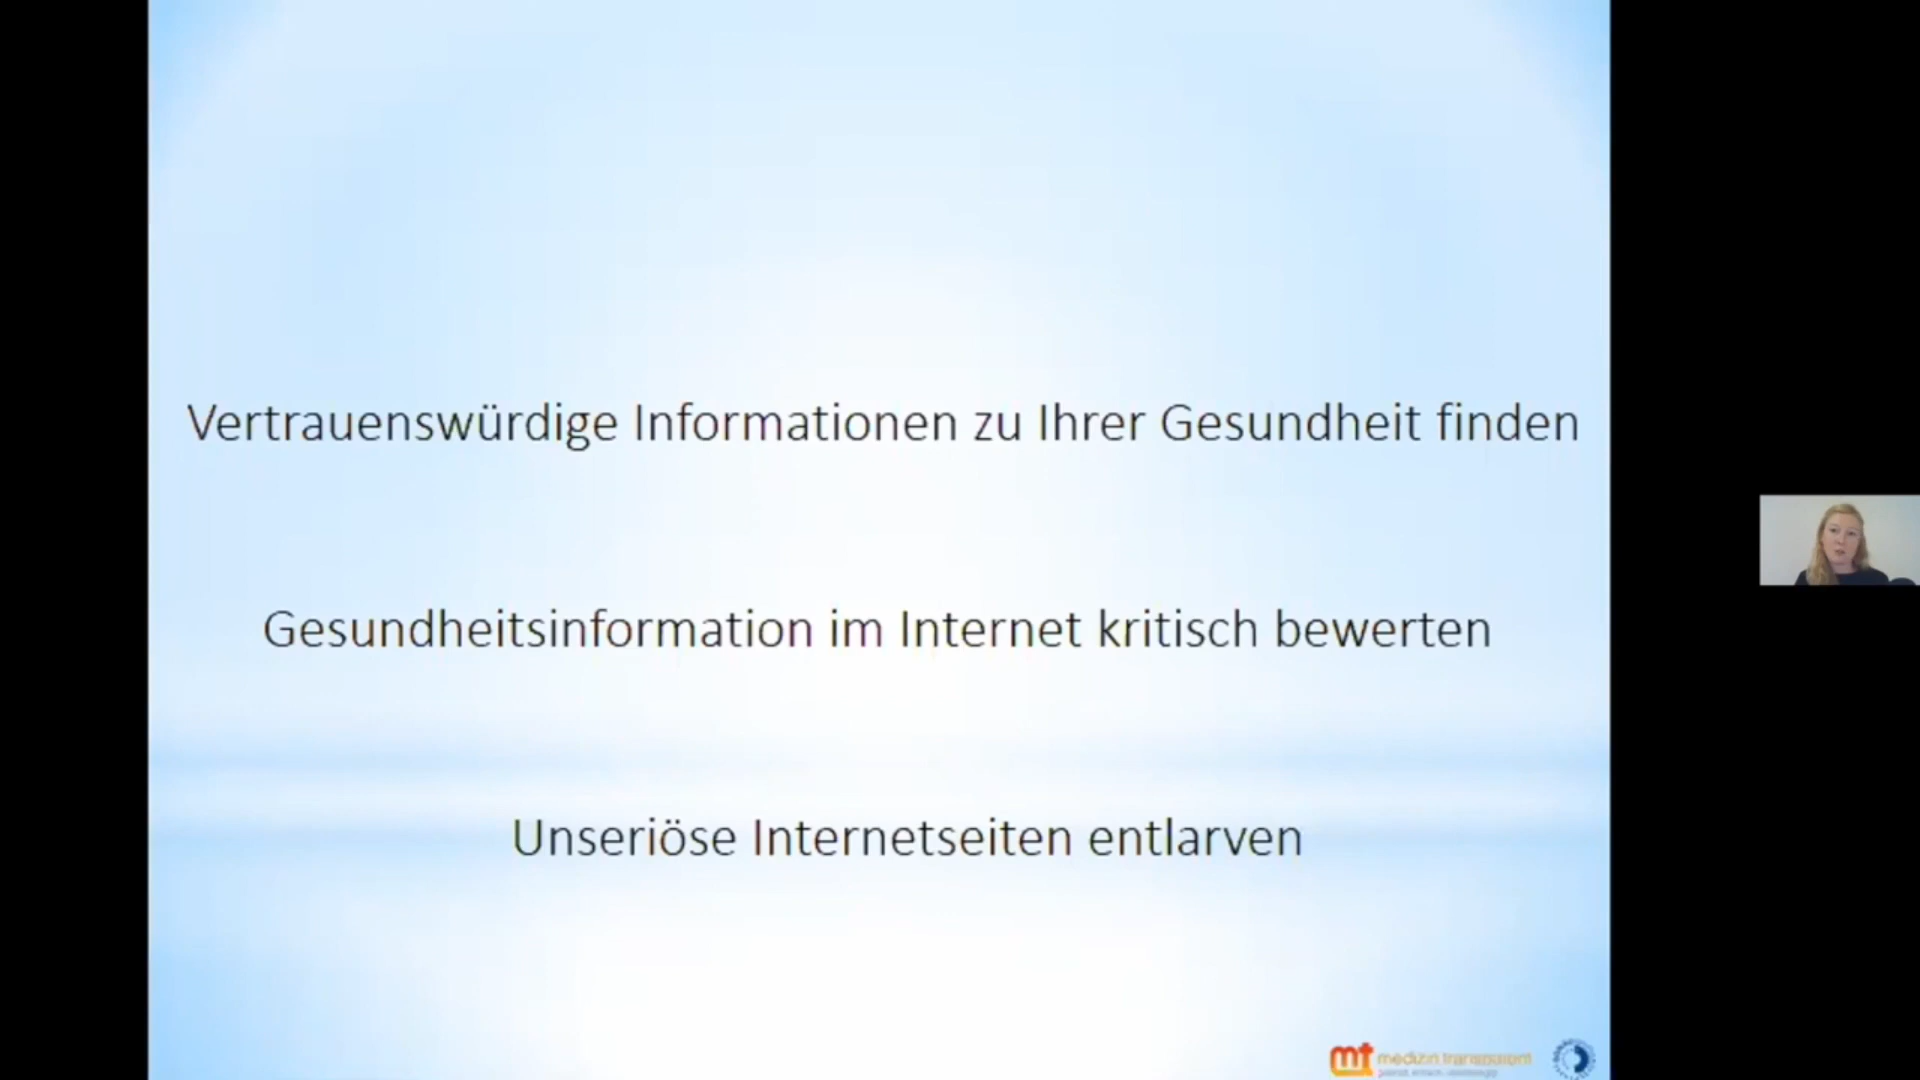 Vertrauenswürdige Informationen zu Ihrer Gesundheit finden
Gesundheitsinformation im Internet kritisch bewerten
Unseriöse Internetseiten entlarven
mt medizin transparent